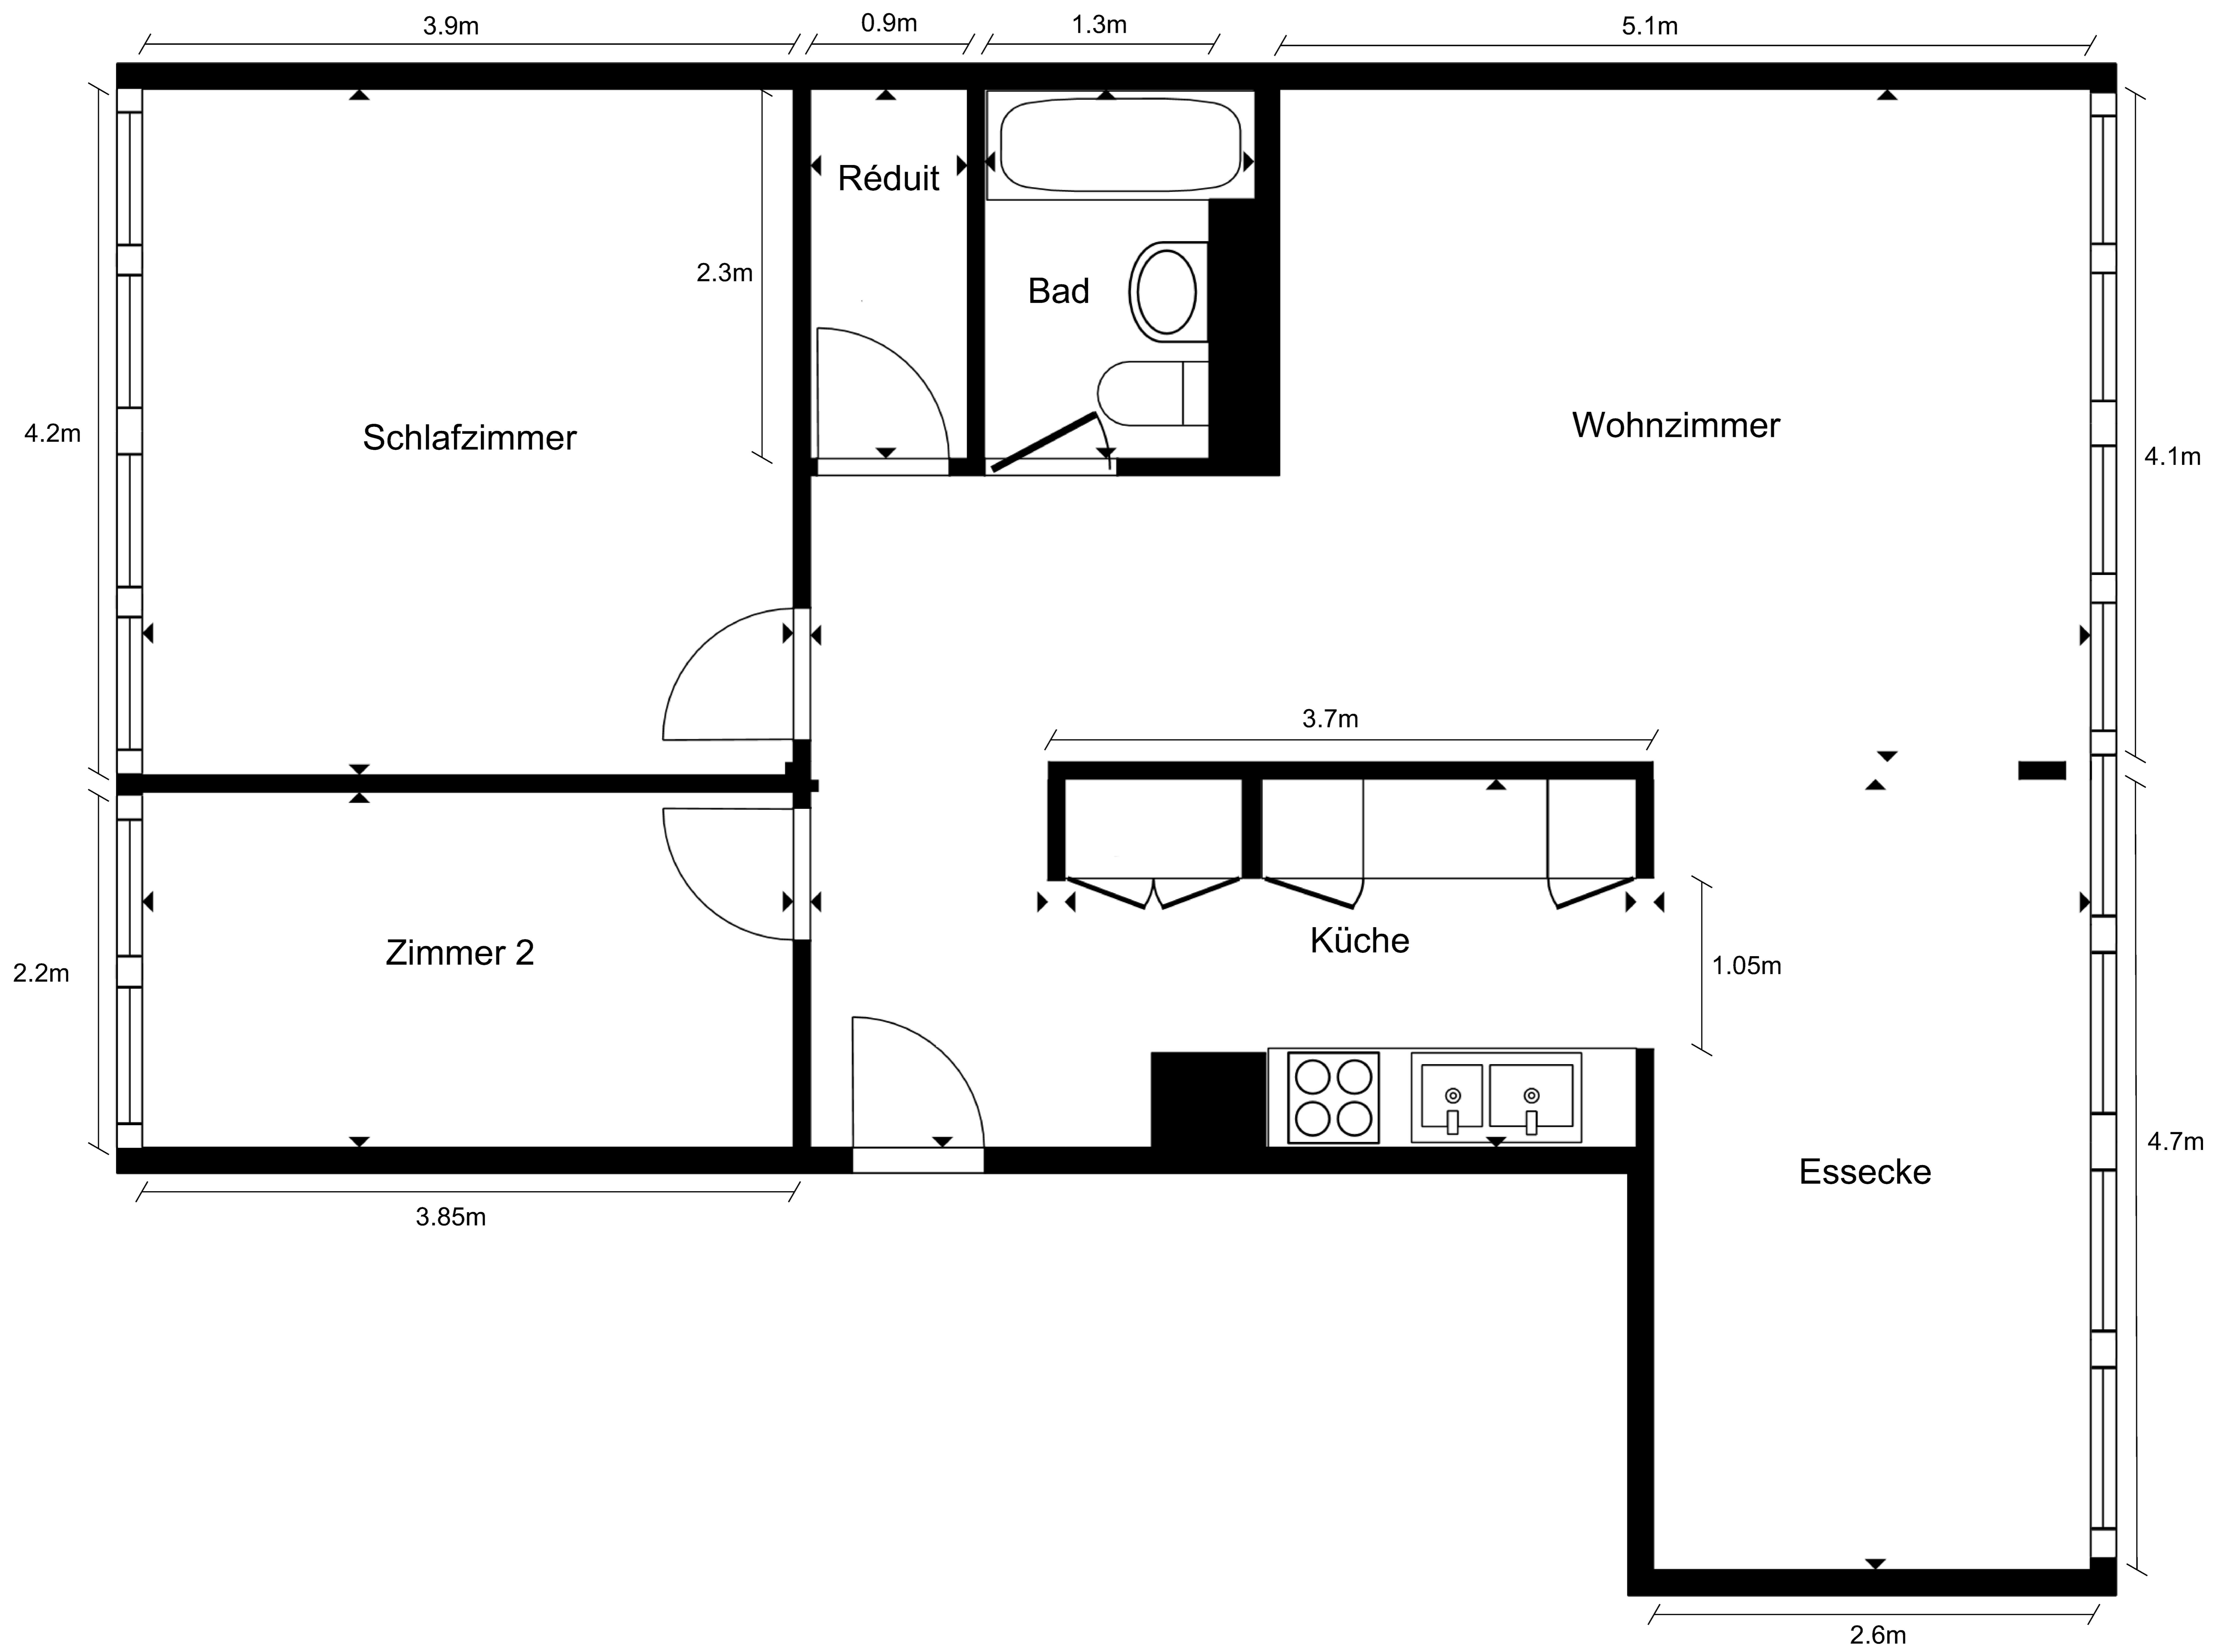 3.9m
0.9m
1.3m
5.1m
Réduit
2.3m
Bad
4.2m
Schlafzimmer
Wohnzimmer
4.1m
3.7m
Zimmer 2
Küche
2.2m
1.05m
4.7m
Essecke
3.85m
2.6m